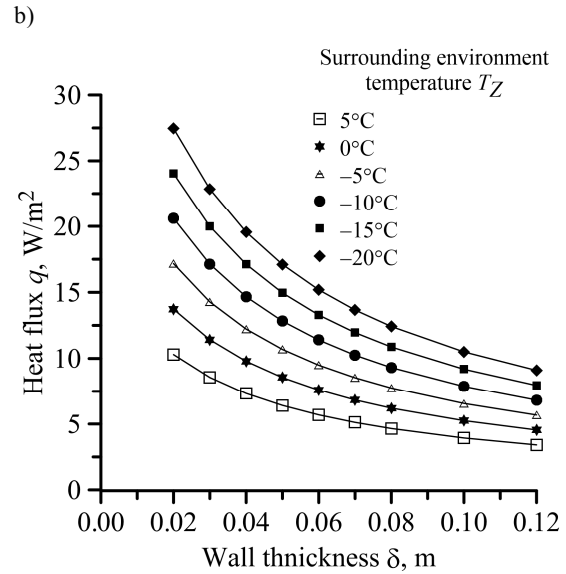 b)
Surrounding environment
temperature T_Z
5°C
0°C
–5°C
–10°C
–15°C
–20°C
Heat flux q, W/m²
30
25
20
15
10
5
0
0.00 0.02 0.04 0.06 0.08 0.10 0.12
Wall thnickness δ, m